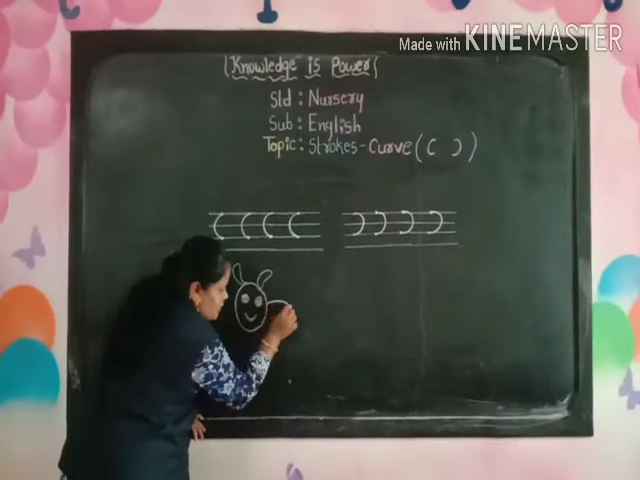 Made with KINEMASTER
Knowledge is Power
Std : Nursery
Sub : English
Topic : Strokes - Curve ( C Ɔ )